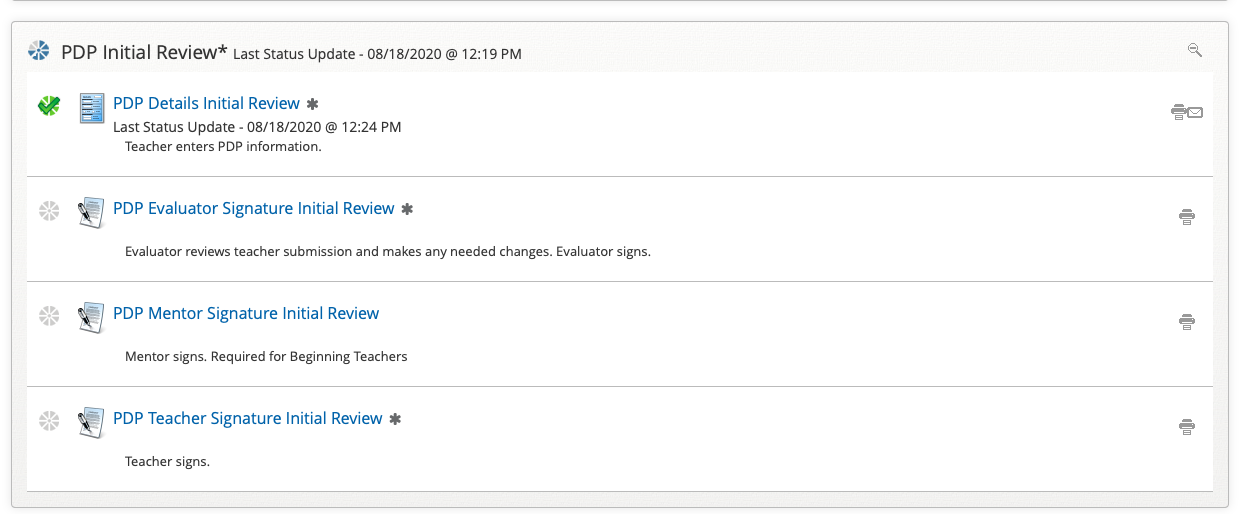 PDP Initial Review* Last Status Update - 08/18/2020 @ 12:19 PM
PDP Details Initial Review ✱
Last Status Update - 08/18/2020 @ 12:24 PM
Teacher enters PDP information.
PDP Evaluator Signature Initial Review ✱
Evaluator reviews teacher submission and makes any needed changes. Evaluator signs.
PDP Mentor Signature Initial Review
Mentor signs. Required for Beginning Teachers
PDP Teacher Signature Initial Review ✱
Teacher signs.